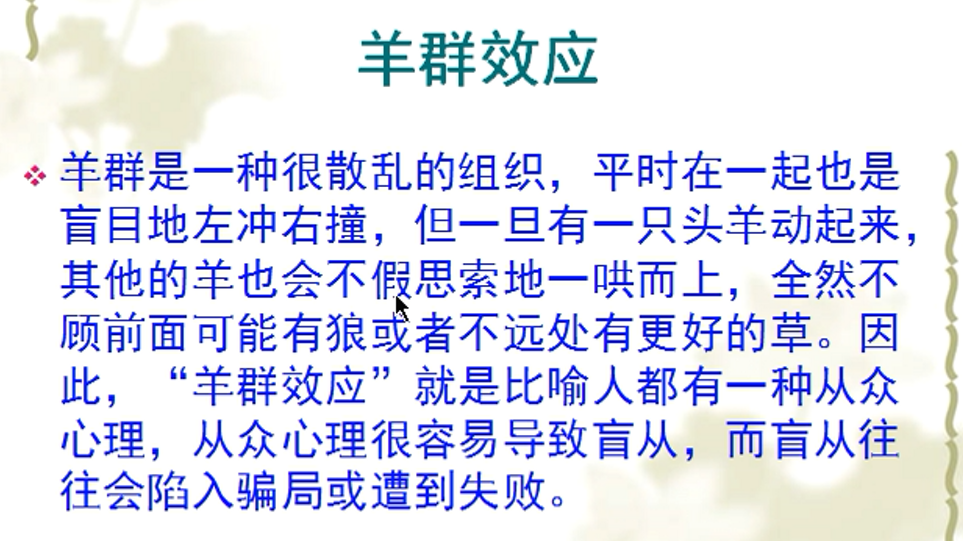 羊群效应
羊群是一种很散乱的组织，平时在一起也是
盲目地左冲右撞，但一旦有一只头羊动起来，
其他的羊也会不假思索地一哄而上，全然不
顾前面可能有狼或者不远处有更好的草。因
此，“羊群效应”就是比喻人都有一种从众
心理，从众心理很容易导致盲从，而盲从往
往会陷入骗局或遭到失败。